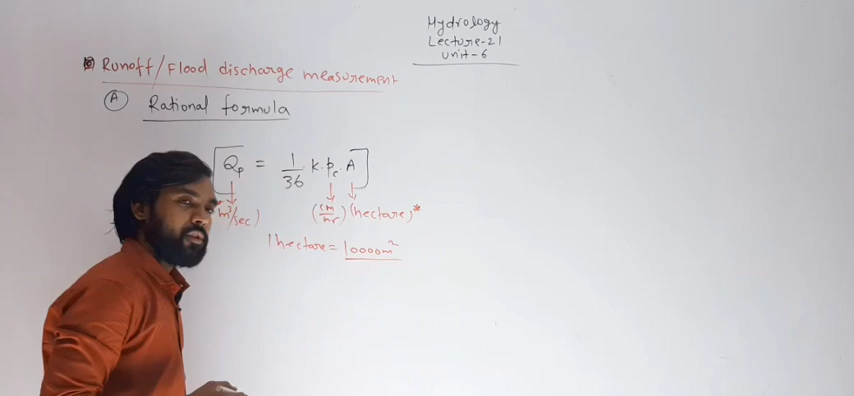 Hydrology
Lecture-21
Unit-6
Runoff/Flood discharge measurement
(A) Rational formula
Qp = 1/36 . K . pc . A
m³/sec) (cm/hr) (hectare)*
1 hectare = 10000m²